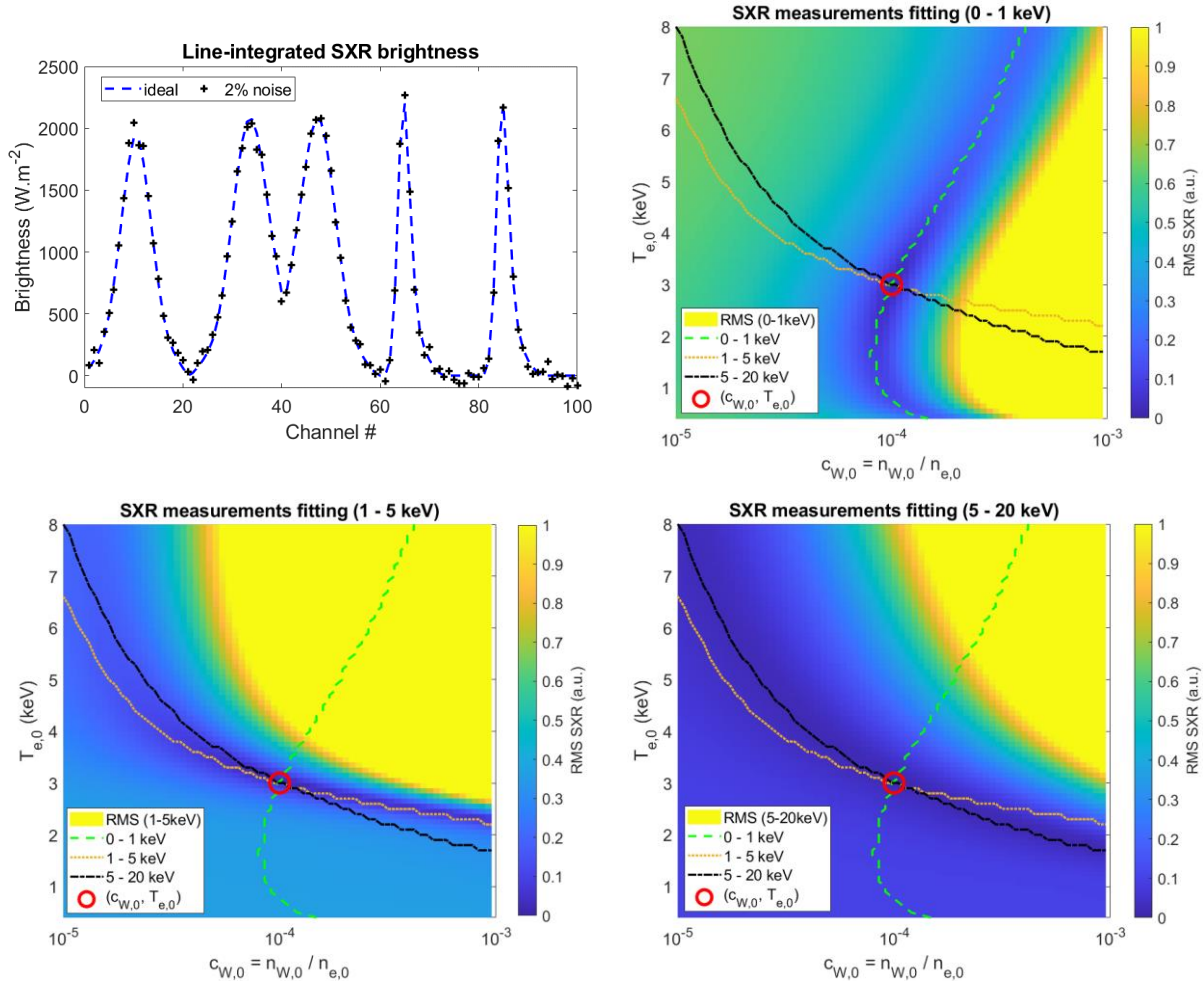 Line-integrated SXR brightness
2500
2000
1500
1000
500
0
Brightness (W.m⁻²)
ideal
2% noise
0
20
40
60
80
100
Channel #
SXR measurements fitting (0 - 1 keV)
8
7
6
5
4
3
2
1
T_e,0 (keV)
RMS (0-1keV)
0 - 1 keV
1 - 5 keV
5 - 20 keV
(c_W,0, T_e,0)
10⁻⁵
10⁻⁴
10⁻³
c_W,0 = n_W,0 / n_e,0
1
0.9
0.8
0.7
0.6
0.5
0.4
0.3
0.2
0.1
0
RMS SXR (a.u.)
SXR measurements fitting (1 - 5 keV)
8
7
6
5
4
3
2
1
T_e,0 (keV)
RMS (1-5keV)
0 - 1 keV
1 - 5 keV
5 - 20 keV
(c_W,0, T_e,0)
10⁻⁵
10⁻⁴
10⁻³
c_W,0 = n_W,0 / n_e,0
1
0.9
0.8
0.7
0.6
0.5
0.4
0.3
0.2
0.1
0
RMS SXR (a.u.)
SXR measurements fitting (5 - 20 keV)
8
7
6
5
4
3
2
1
T_e,0 (keV)
RMS (5-20keV)
0 - 1 keV
1 - 5 keV
5 - 20 keV
(c_W,0, T_e,0)
10⁻⁵
10⁻⁴
10⁻³
c_W,0 = n_W,0 / n_e,0
1
0.9
0.8
0.7
0.6
0.5
0.4
0.3
0.2
0.1
0
RMS SXR (a.u.)